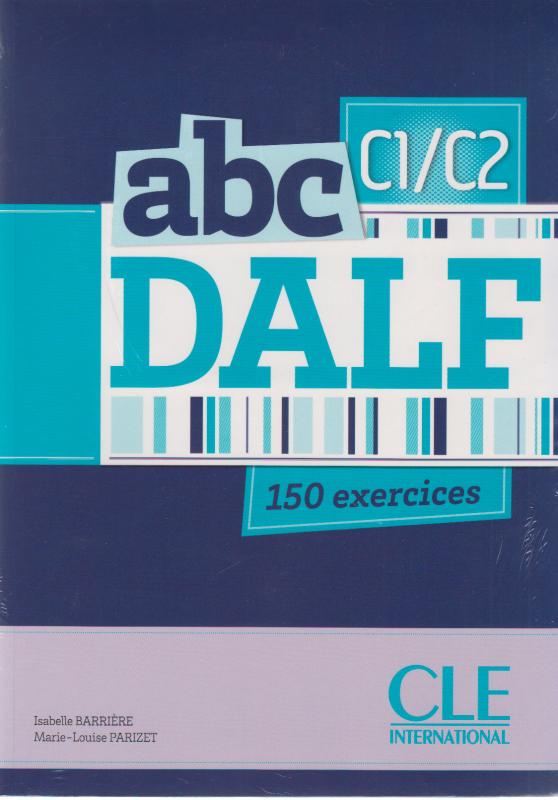 C1/C2
abc
DALF
150 exercices
Isabelle BARRIÈRE
Marie-Louise PARIZET
CLE
INTERNATIONAL